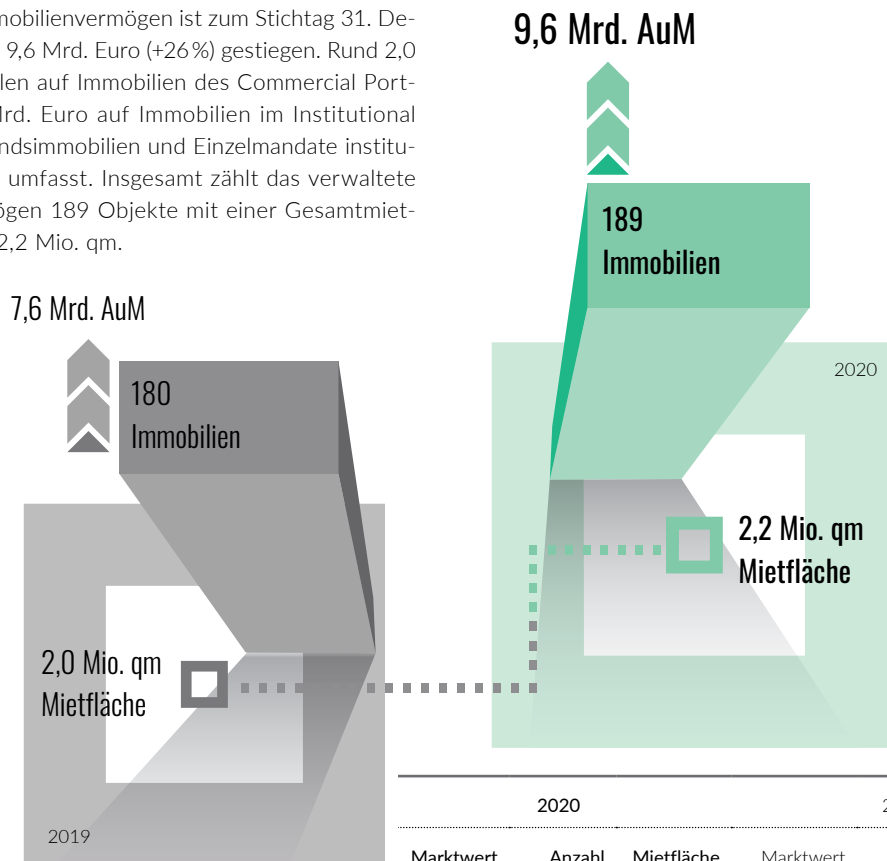 mobilienvermögen ist zum Stichtag 31. De-
9,6 Mrd. Euro (+26%) gestiegen. Rund 2,0
len auf Immobilien des Commercial Port-
Mrd. Euro auf Immobilien im Institutional
ndsimmobilien und Einzelmandate institu-
umfasst. Insgesamt zählt das verwaltete
ögen 189 Objekte mit einer Gesamtmiet-
2,2 Mio. qm.
9,6 Mrd. AuM
189
Immobilien
2020
2,2 Mio. qm
Mietfläche
7,6 Mrd. AuM
180
Immobilien
2,0 Mio. qm
Mietfläche
2019
2020
Marktwert Anzahl Mietfläche Marktwert